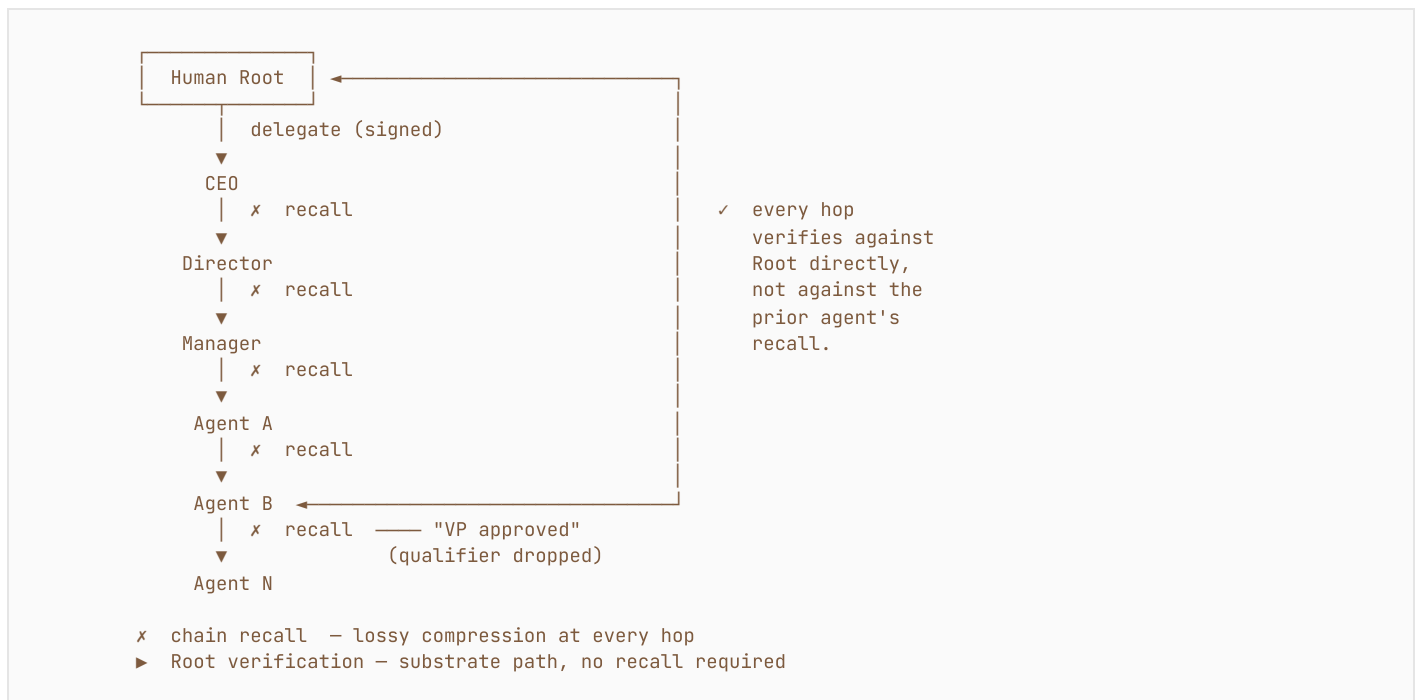 Human Root
delegate (signed)
CEO
✗ recall
✓ every hop
verifies against
Director
Root directly,
✗ recall
not against the
prior agent's
Manager
recall.
✗ recall
Agent A
✗ recall
Agent B
✗ recall ──── "VP approved"
(qualifier dropped)
Agent N
✗ chain recall — lossy compression at every hop
▶ Root verification — substrate path, no recall required